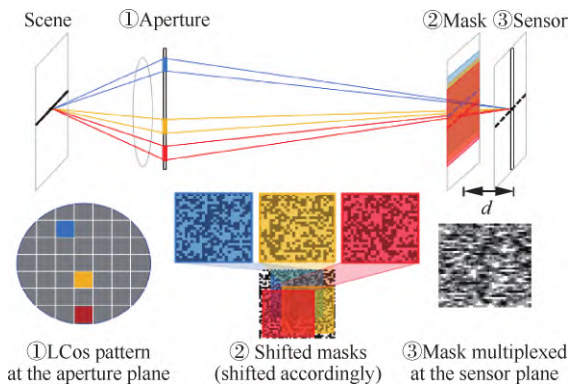 Scene
①Aperture
②Mask
③Sensor
d
①LCos pattern
at the aperture plane
② Shifted masks
(shifted accordingly)
③Mask multiplexed
at the sensor plane